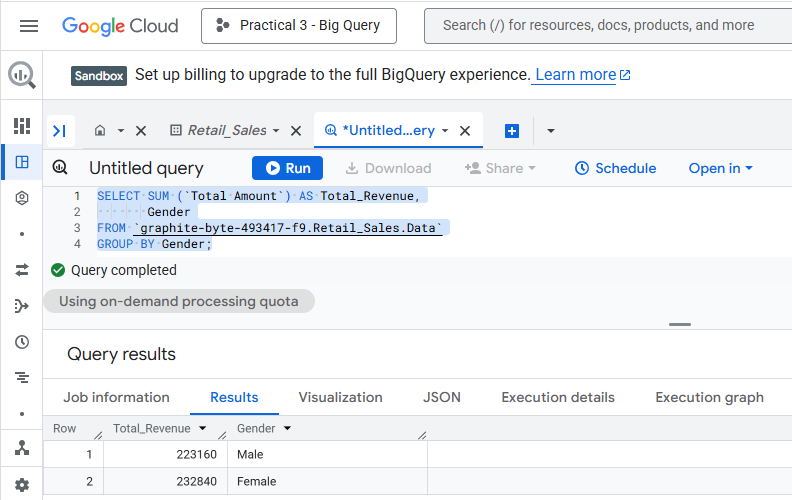 Google Cloud Practical 3 - Big Query Search (/) for resources, docs, products, and more
Sandbox Set up billing to upgrade to the full BigQuery experience. Learn more
Retail_Sales *Untitled...ery
Untitled query Run Download Share Schedule Open in
1 SELECT SUM (`Total Amount`) AS Total_Revenue,
2 Gender
3 FROM `graphite-byte-493417-f9.Retail_Sales.Data`
4 GROUP BY Gender;
Query completed
Using on-demand processing quota
Query results
Job information Results Visualization JSON Execution details Execution graph
Row Total_Revenue Gender
1 223160 Male
2 232840 Female